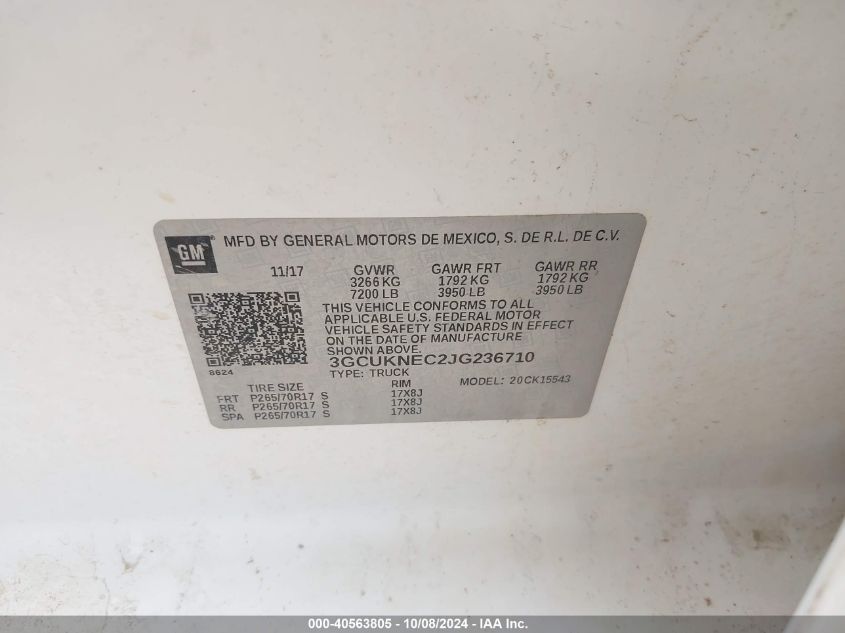 GM
MFD BY GENERAL MOTORS DE MEXICO, S. DE R.L. DE C.V.
11/17 GVWR GAWR FRT GAWR RR
3266 KG 1792 KG 1792 KG
7200 LB 3950 LB 3950 LB
THIS VEHICLE CONFORMS TO ALL
APPLICABLE U.S. FEDERAL MOTOR
VEHICLE SAFETY STANDARDS IN EFFECT
ON THE DATE OF MANUFACTURE
SHOWN ABOVE.
3GCUKNEC2JG236710
8624 TYPE: TRUCK MODEL: 20CK15543
TIRE SIZE RIM
FRT P265/70R17 S 17X8J
RR P265/70R17 S 17X8J
SPA P265/70R17 S 17X8J
000-40563805 - 10/08/2024 - IAA Inc.